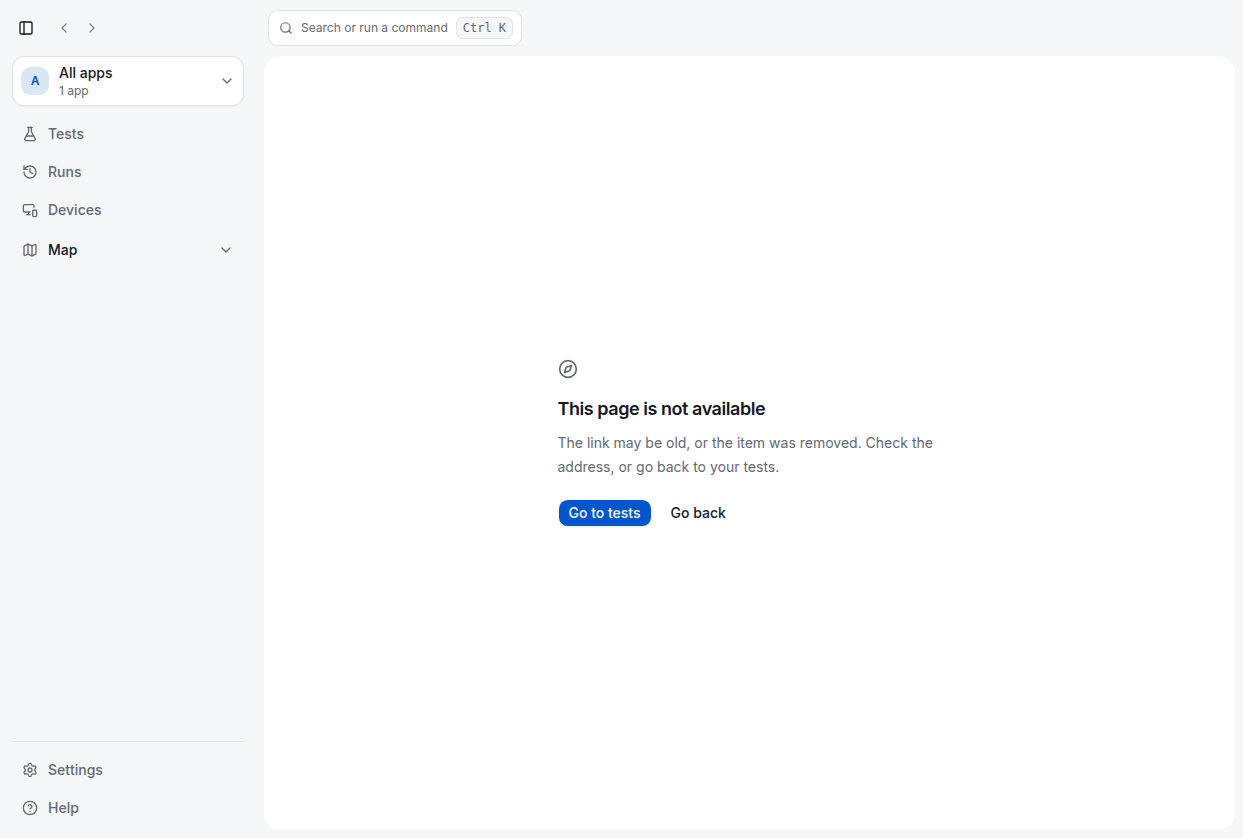 Search or run a command Ctrl K
A
All apps
1 app
Tests
Runs
Devices
Map
This page is not available
The link may be old, or the item was removed. Check the
address, or go back to your tests.
Go to tests Go back
Settings
Help